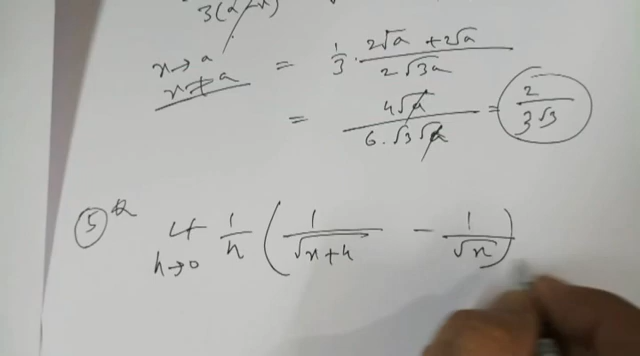 3(a-x)
x→a
x≠a = 1/3 · (2√a + 2√a)/(2√3a)
= 4√a/(6·√3√a) = 2/(3√3)
⑤ Lt h→0 1/h (1/√(x+h) - 1/√x)